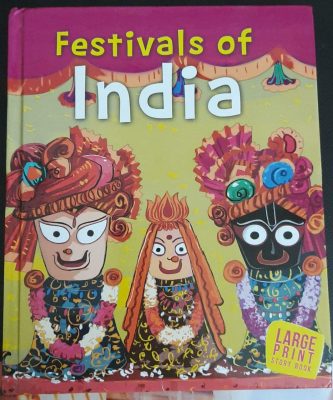 Festivals of
India
LARGE
PRINT
STORY BOOK